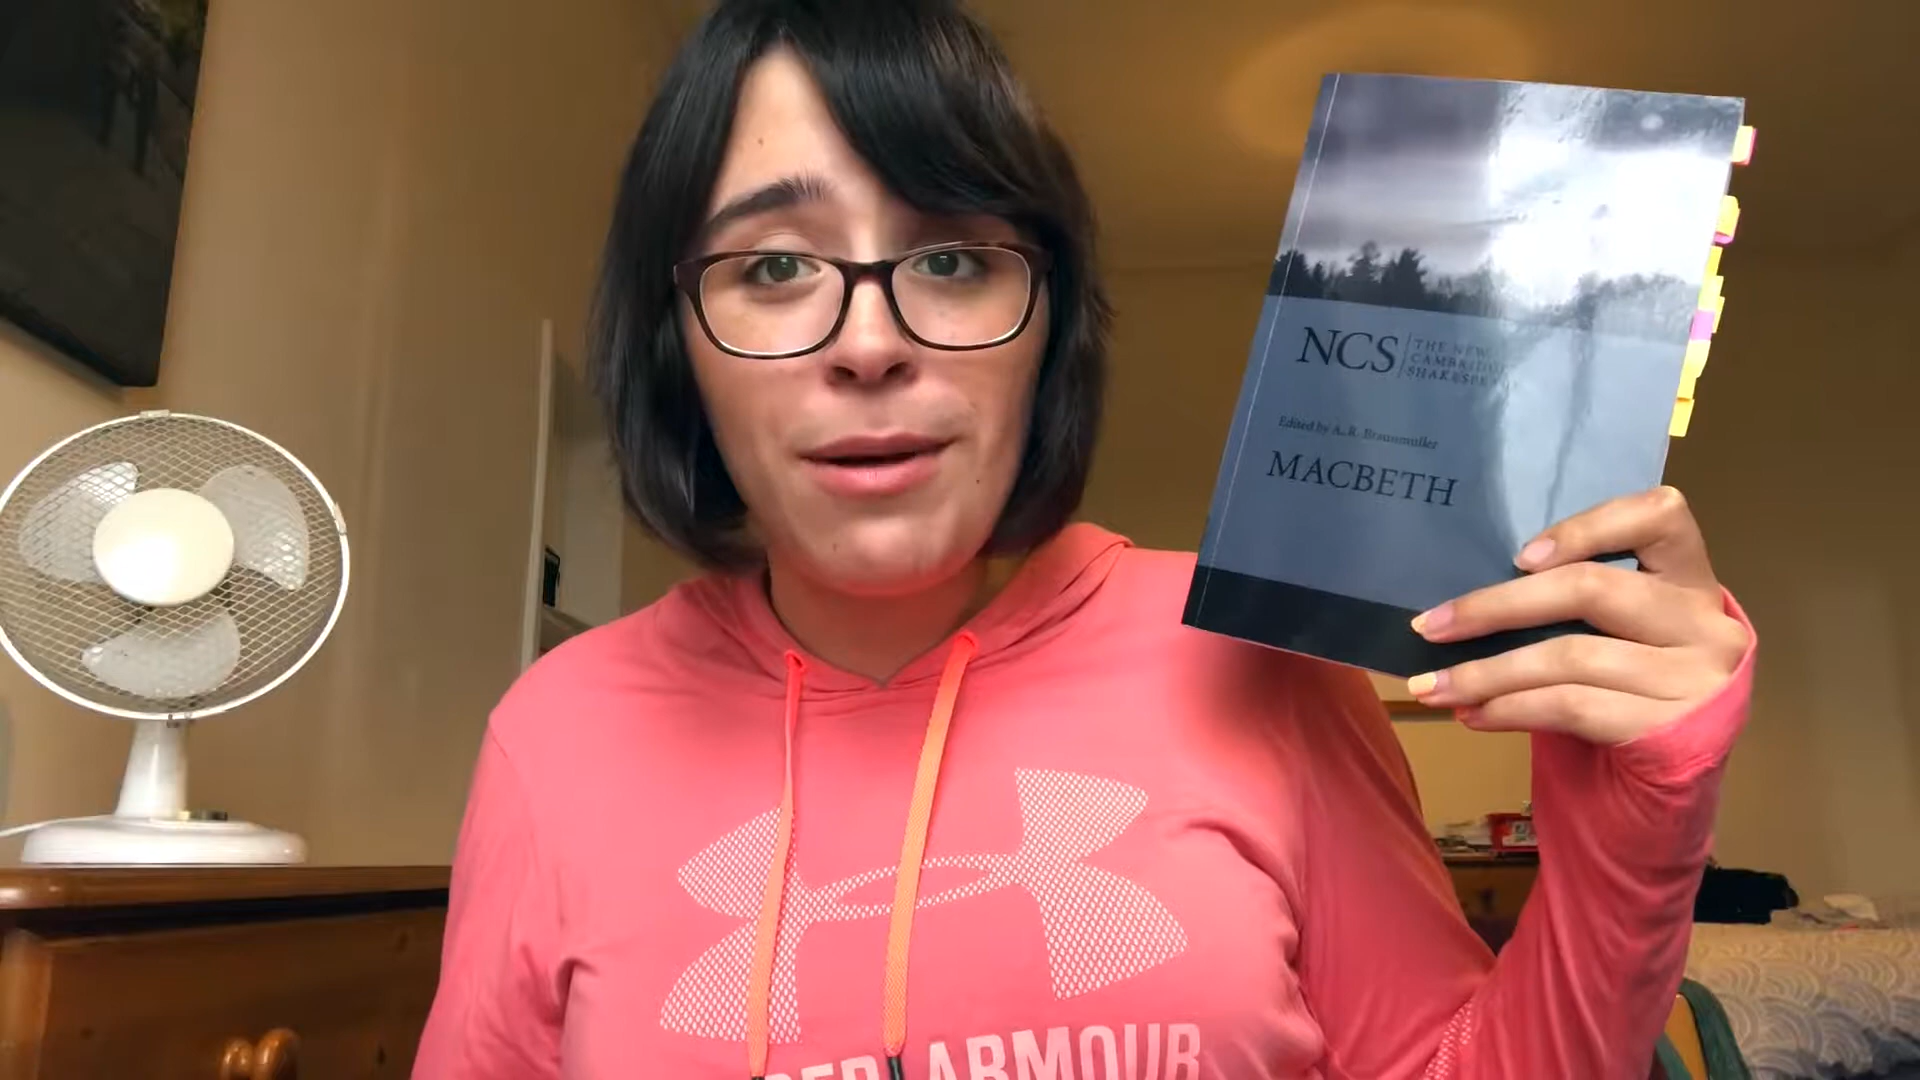 NCS
THE NEW
CAMBRIDGE
SHAKESPEARE
Edited by A. R. Braunmuller
MACBETH
ARMOUR